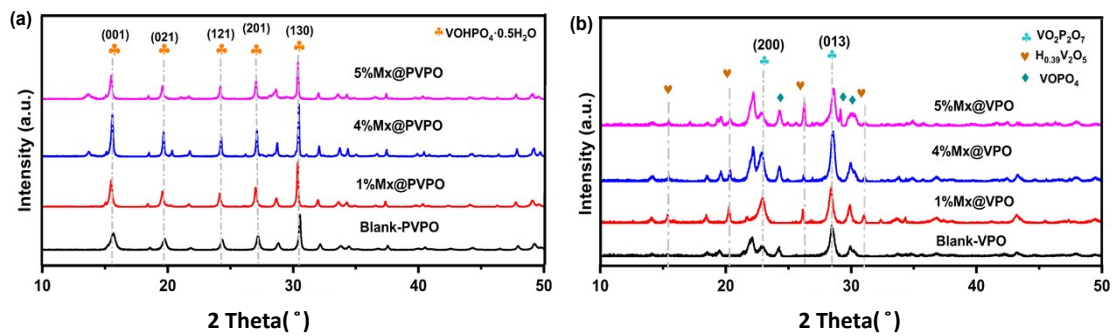 (a)
(001)
(021)
(121)
(201)
(130)
VOHPO₄·0.5H₂O
5%Mx@PVPO
4%Mx@PVPO
1%Mx@PVPO
Blank-PVPO
Intensity (a.u.)
10 20 30 40 50
2 Theta(°)
(b)
(200)
(013)
VO₂P₂O₇
H₀.₃₉V₂O₅
VOPO₄
5%Mx@VPO
4%Mx@VPO
1%Mx@VPO
Blank-VPO
Intensity (a.u.)
10 20 30 40 50
2 Theta(°)